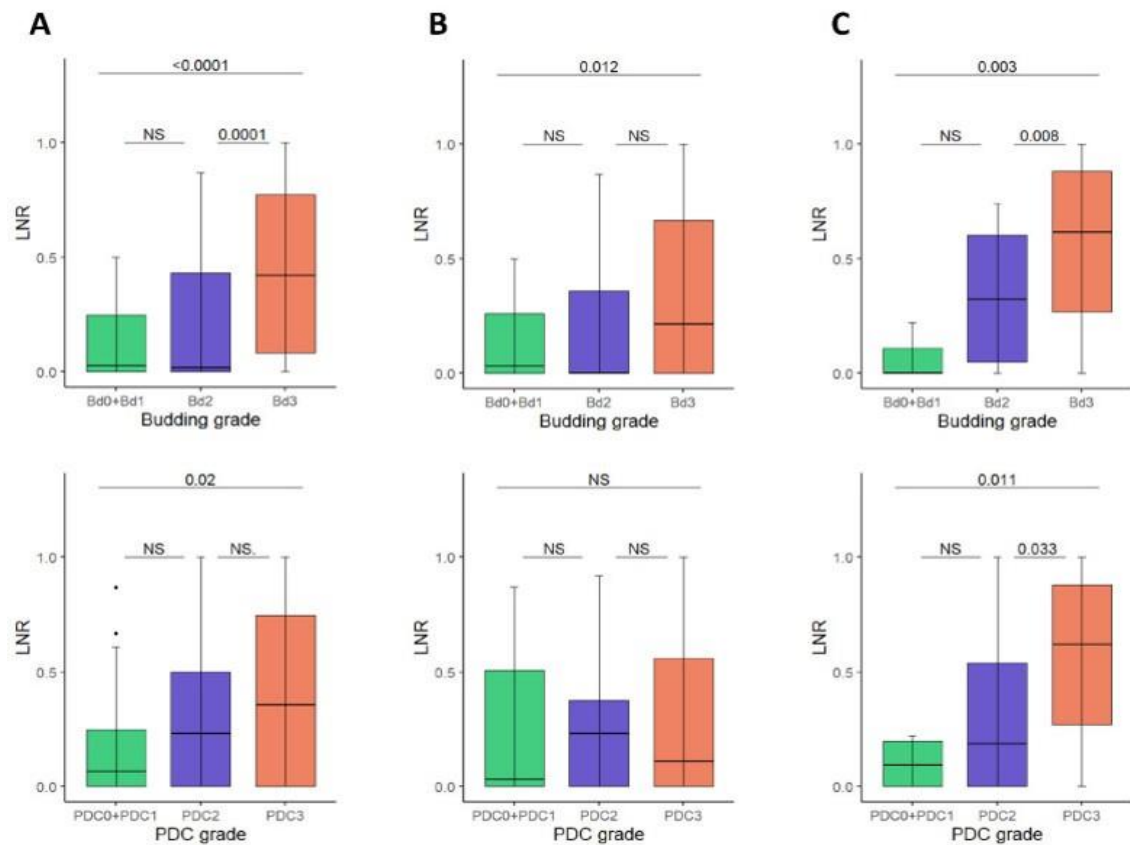 A
<0.0001
NS 0.0001
1.0
0.5
0.0
LNR
Bd0+Bd1 Bd2 Bd3
Budding grade
B
0.012
NS NS
1.0
0.5
0.0
LNR
Bd0+Bd1 Bd2 Bd3
Budding grade
C
0.003
NS 0.008
1.0
0.5
0.0
LNR
Bd0+Bd1 Bd2 Bd3
Budding grade
0.02
NS NS.
1.0
0.5
0.0
LNR
PDC0+PDC1 PDC2 PDC3
PDC grade
NS
NS NS
1.0
0.5
0.0
LNR
PDC0+PDC1 PDC2 PDC3
PDC grade
0.011
NS 0.033
1.0
0.5
0.0
LNR
PDC0+PDC1 PDC2 PDC3
PDC grade